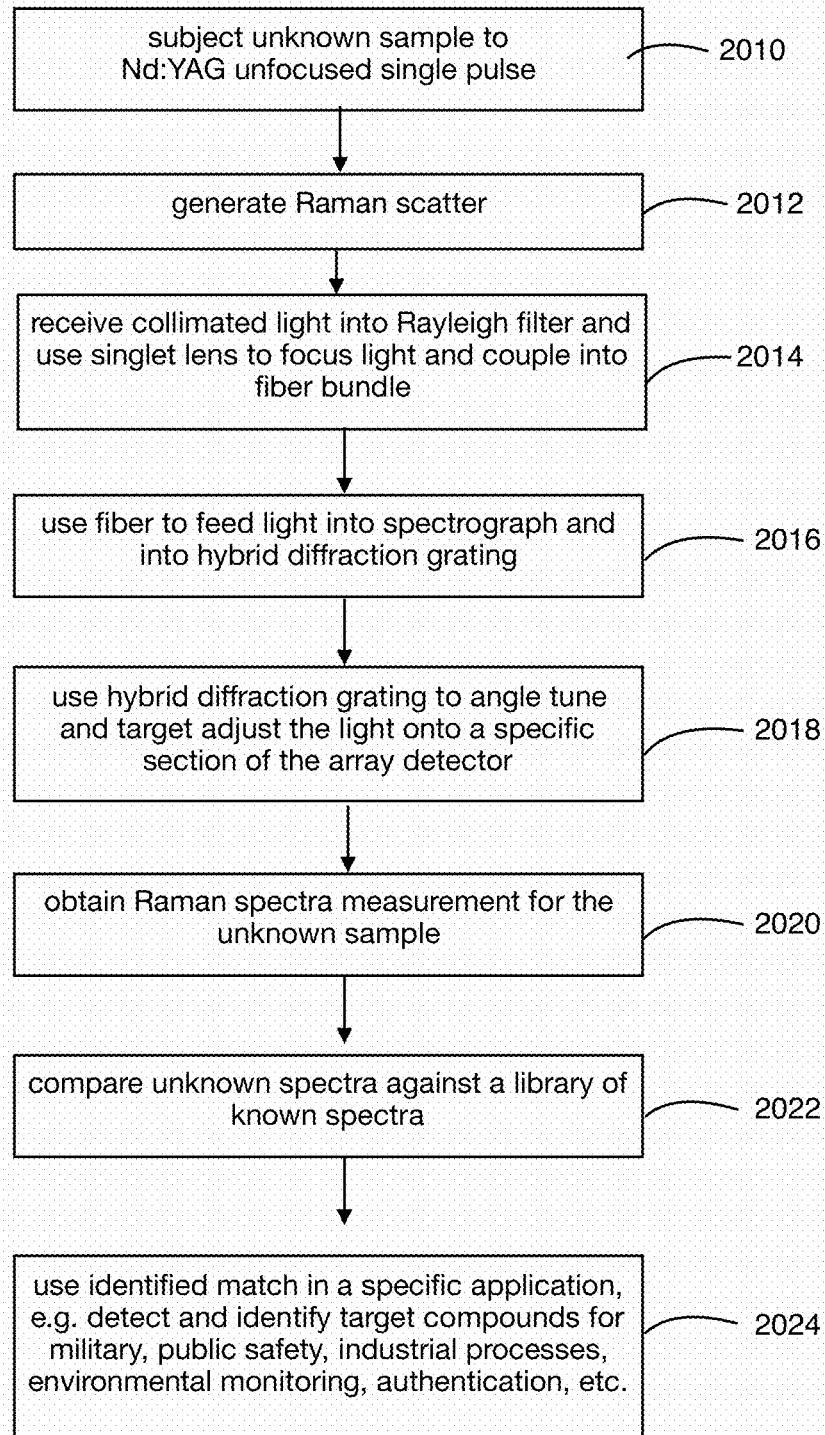 subject unknown sample to
Nd:YAG unfocused single pulse
2010
generate Raman scatter
2012
receive collimated light into Rayleigh filter and
use singlet lens to focus light and couple into
fiber bundle
2014
use fiber to feed light into spectrograph and
into hybrid diffraction grating
2016
use hybrid diffraction grating to angle tune
and target adjust the light onto a specific
section of the array detector
2018
obtain Raman spectra measurement for the
unknown sample
2020
compare unknown spectra against a library of
known spectra
2022
use identified match in a specific application,
e.g. detect and identify target compounds for
military, public safety, industrial processes,
environmental monitoring, authentication, etc.
2024